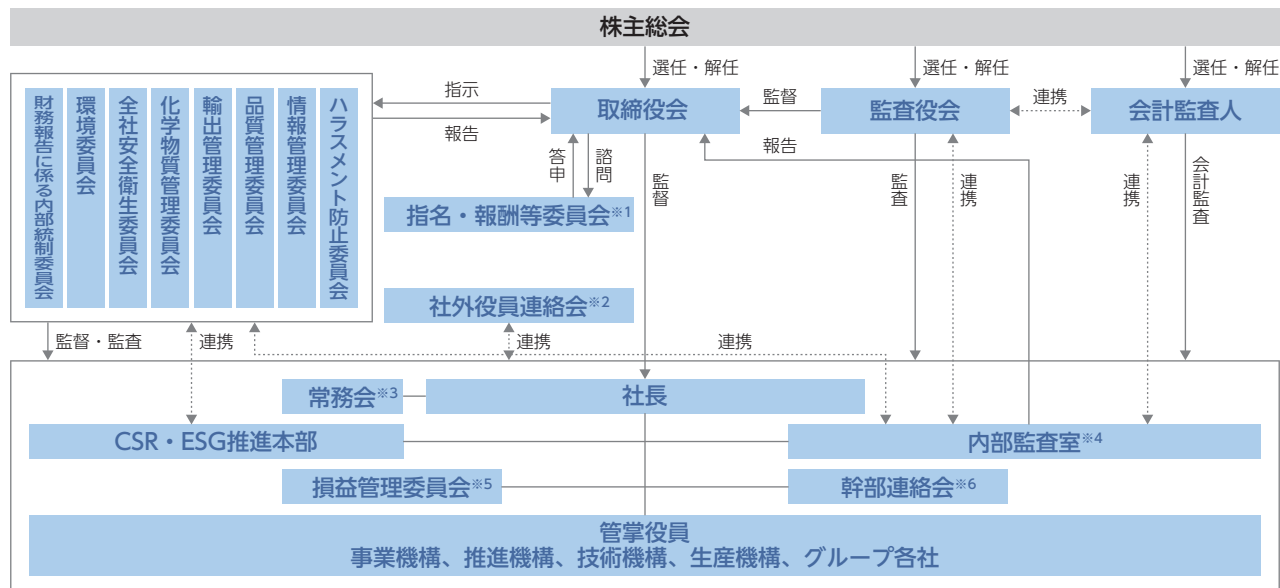 株主総会
選任・解任
選任・解任
選任・解任
取締役会
監督
監査役会
連携
会計監査人
指示
報告
報告
財務報告に係る内部統制委員会
環境委員会
全社安全衛生委員会
化学物質管理委員会
輸出管理委員会
品質管理委員会
情報管理委員会
ハラスメント防止委員会
答申
諮問
監督
監査
連携
連携
会計監査
指名・報酬等委員会※1
社外役員連絡会※2
監督・監査
連携
連携
連携
常務会※3
社長
CSR・ESG推進本部
内部監査室※4
損益管理委員会※5
幹部連絡会※6
管掌役員
事業機構、推進機構、技術機構、生産機構、グループ各社